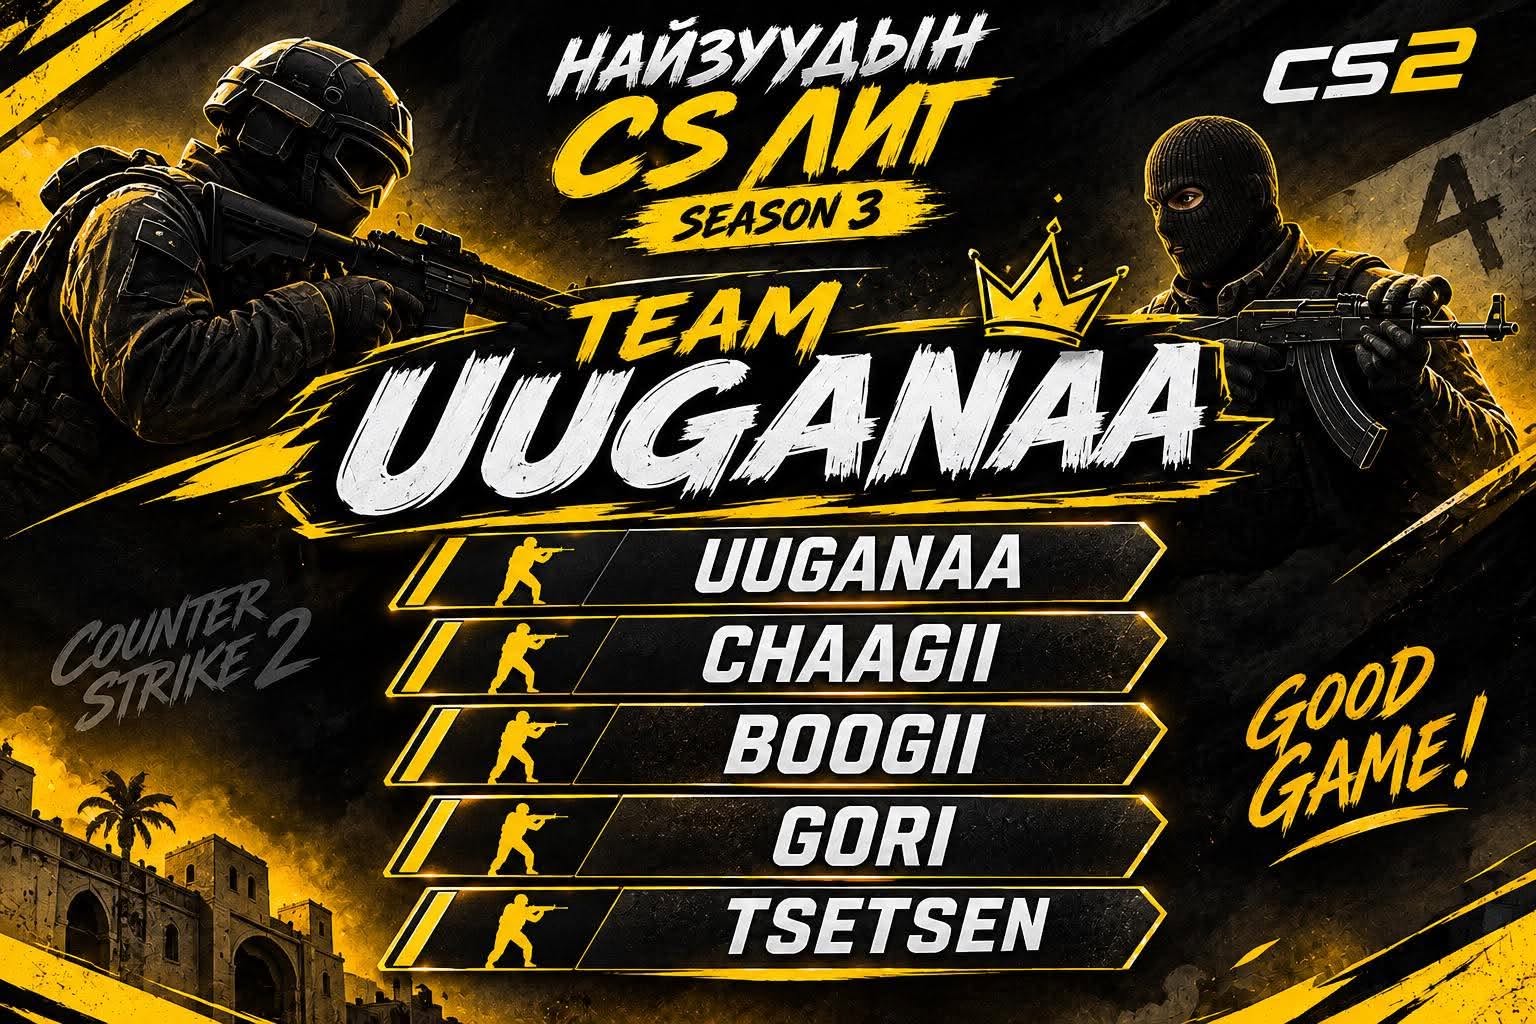 НАЙЗУУДЫН
CS ЛИГ
SEASON 3
CS2
A
TEAM
UUGANAA
UUGANAA
CHAAGII
BOOGII
GORI
TSETSEN
COUNTER
STRIKE 2
GOOD
GAME!